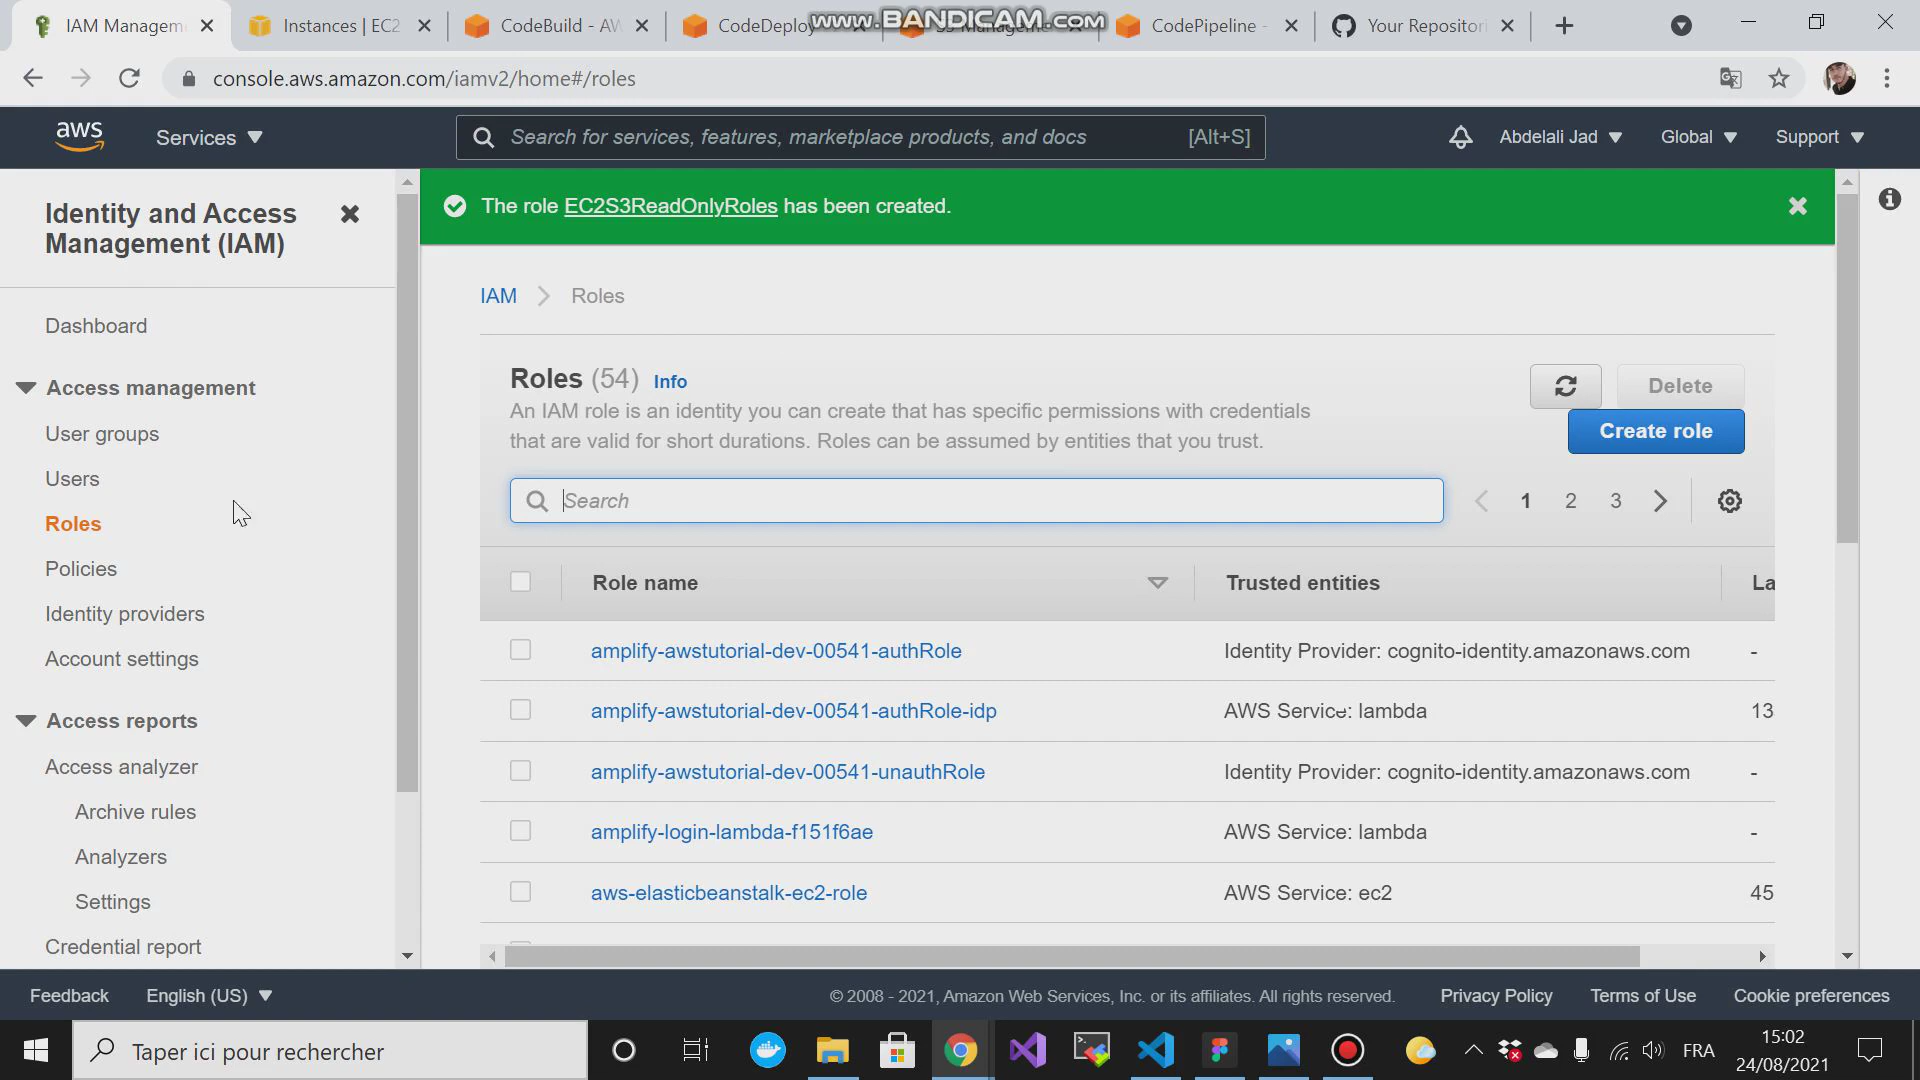 IAM Managem
Instances | EC2
CodeBuild - AW
CodeDeploy
S3 Manageme
CodePipeline -
Your Repositori
www.BANDICAM.com
console.aws.amazon.com/iamv2/home#/roles
aws
Services
Search for services, features, marketplace products, and docs
[Alt+S]
Abdelali Jad
Global
Support
Identity and Access
Management (IAM)
Dashboard
Access management
User groups
Users
Roles
Policies
Identity providers
Account settings
Access reports
Access analyzer
Archive rules
Analyzers
Settings
Credential report
The role EC2S3ReadOnlyRoles has been created.
IAM
Roles
Roles (54) Info
An IAM role is an identity you can create that has specific permissions with credentials
that are valid for short durations. Roles can be assumed by entities that you trust.
Delete
Create role
Search
1 2 3
Role name Trusted entities La
amplify-awstutorial-dev-00541-authRole Identity Provider: cognito-identity.amazonaws.com -
amplify-awstutorial-dev-00541-authRole-idp AWS Service: lambda 13
amplify-awstutorial-dev-00541-unauthRole Identity Provider: cognito-identity.amazonaws.com -
amplify-login-lambda-f151f6ae AWS Service: lambda -
aws-elasticbeanstalk-ec2-role AWS Service: ec2 45
Feedback
English (US)
© 2008 - 2021, Amazon Web Services, Inc. or its affiliates. All rights reserved.
Privacy Policy
Terms of Use
Cookie preferences
Taper ici pour rechercher
FRA
15:02
24/08/2021